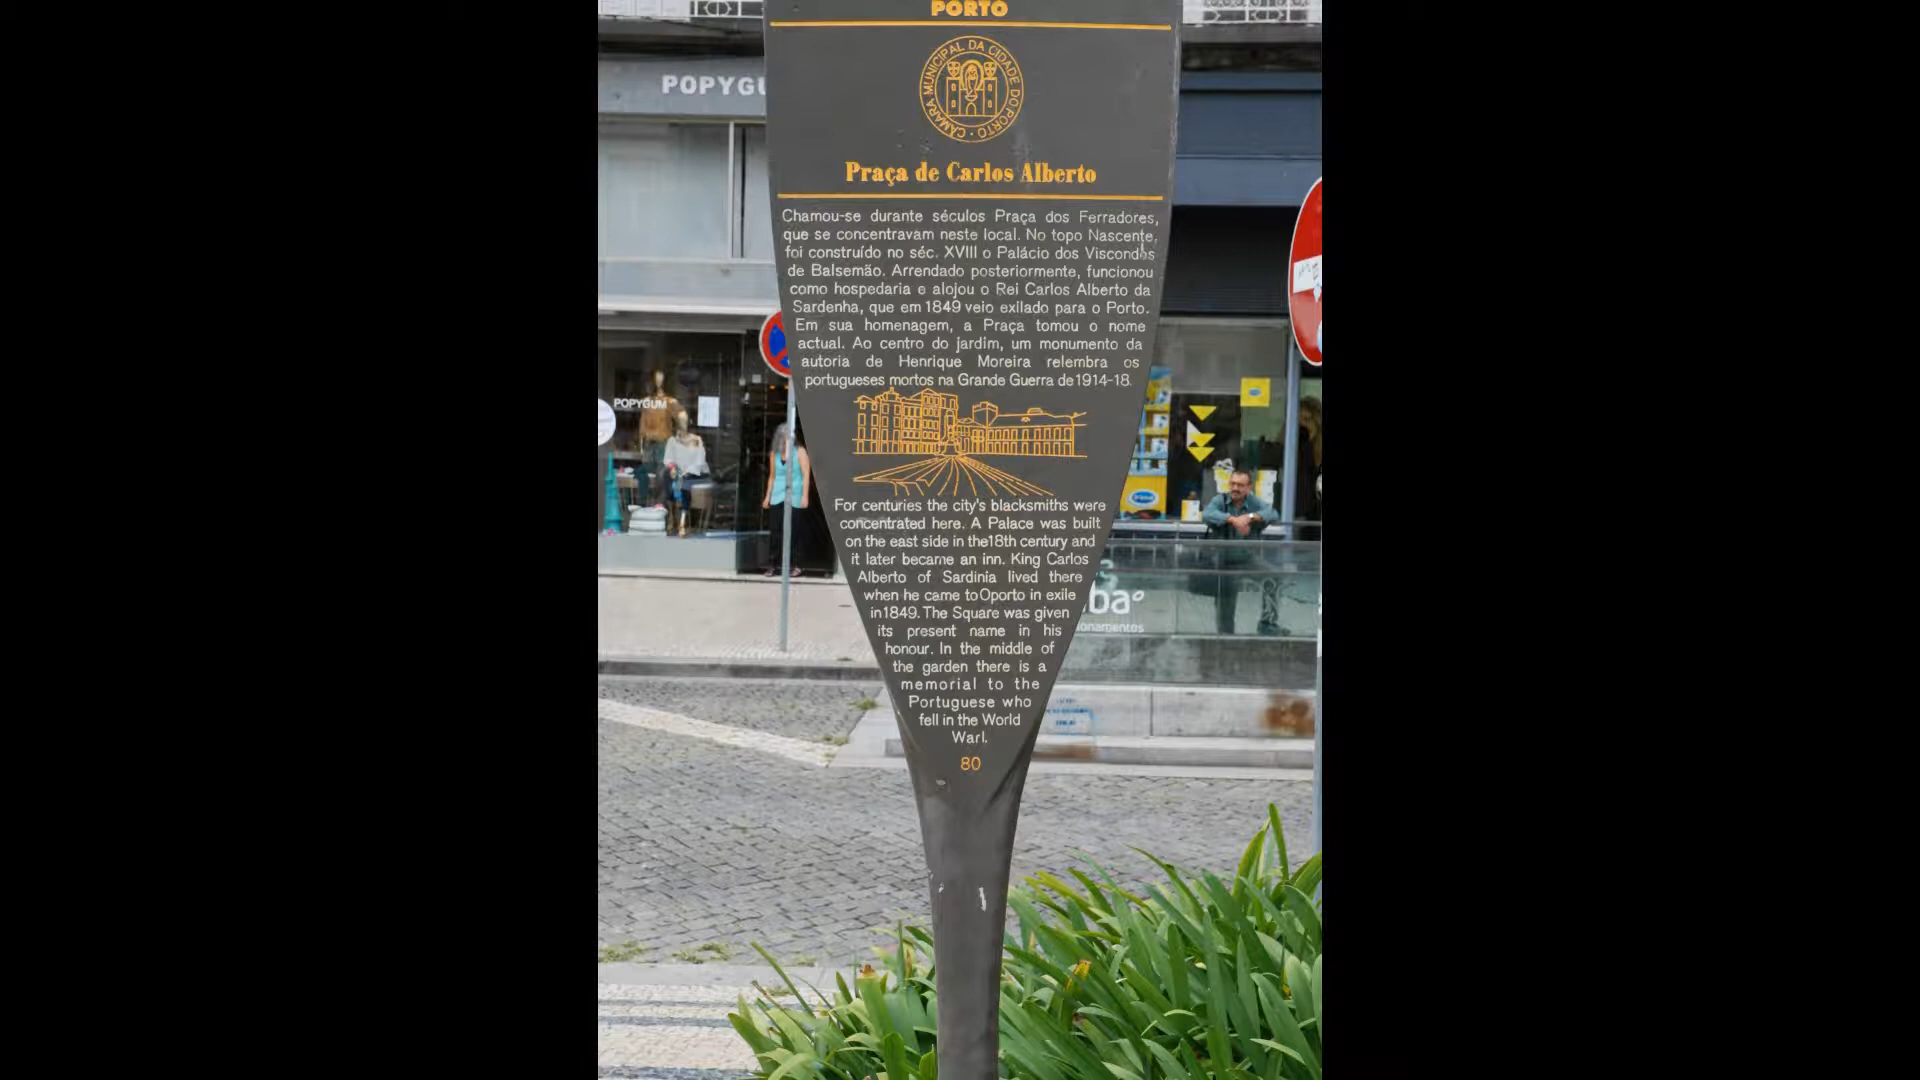 PORTO
CÂMARA MUNICIPAL DA CIDADE DO PORTO
Praça de Carlos Alberto
Chamou-se durante séculos Praça dos Ferradores,
que se concentravam neste local. No topo Nascente,
foi construído no séc. XVIII o Palácio dos Viscondes
de Balsemão. Arrendado posteriormente, funcionou
como hospedaria e alojou o Rei Carlos Alberto da
Sardenha, que em 1849 veio exilado para o Porto.
Em sua homenagem, a Praça tomou o nome
actual. Ao centro do jardim, um monumento da
autoria de Henrique Moreira relembra os
portugueses mortos na Grande Guerra de 1914-18.
For centuries the city's blacksmiths were
concentrated here. A Palace was built
on the east side in the 18th century and
it later became an inn. King Carlos
Alberto of Sardinia lived there
when he came to Oporto in exile
in 1849. The Square was given
its present name in his
honour. In the middle of
the garden there is a
memorial to the
Portuguese who
fell in the World
War I.
80
POPYGU
POPYGUM
ba
ionamentos